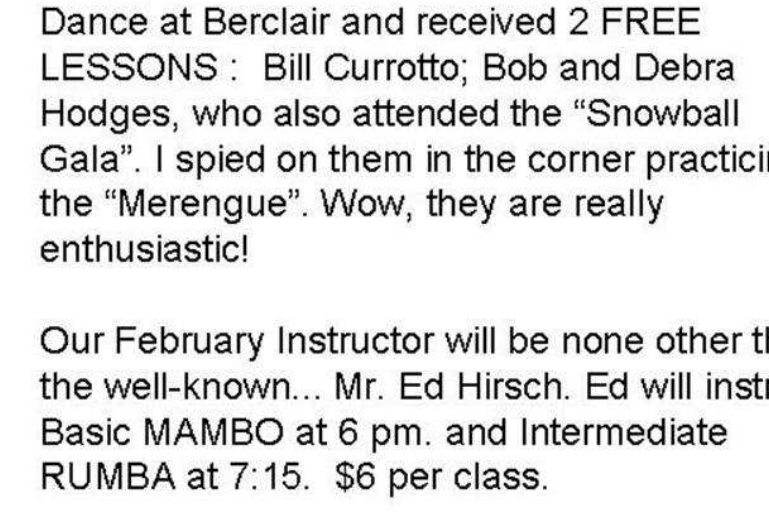 Dance at Berclair and received 2 FREE
LESSONS :  Bill Currotto; Bob and Debra
Hodges, who also attended the “Snowball
Gala”. I spied on them in the corner
the “Merengue”. Wow, they are really
enthusiastic!
Our February Instructor will be none other
the well-known... Mr. Ed Hirsch. Ed will
Basic MAMBO at 6 pm. and Intermediate
RUMBA at 7:15.  $6 per class.